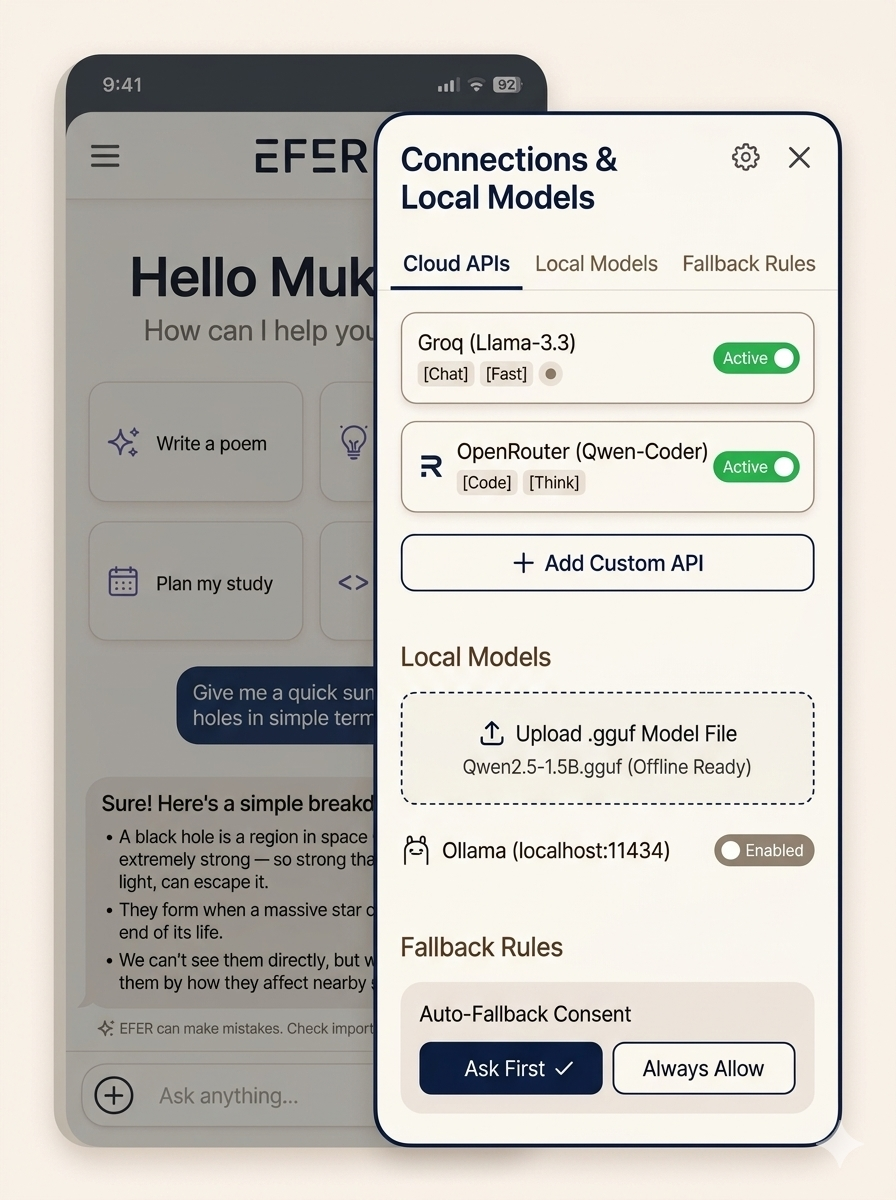 9:41
92
EFER
Hello Muk
How can I help you
Write a poem
Plan my study
<>
Give me a quick sum
holes in simple term
Sure! Here's a simple breakd
• A black hole is a region in space
extremely strong — so strong tha
light, can escape it.
• They form when a massive star c
end of its life.
• We can't see them directly, but w
them by how they affect nearby s
EFER can make mistakes. Check import
Ask anything...
Connections &
Local Models
Cloud APIs Local Models Fallback Rules
Groq (Llama-3.3)
[Chat] [Fast]
Active
OpenRouter (Qwen-Coder)
[Code] [Think]
Active
+ Add Custom API
Local Models
Upload .gguf Model File
Qwen2.5-1.5B.gguf (Offline Ready)
Ollama (localhost:11434)
Enabled
Fallback Rules
Auto-Fallback Consent
Ask First ✓
Always Allow